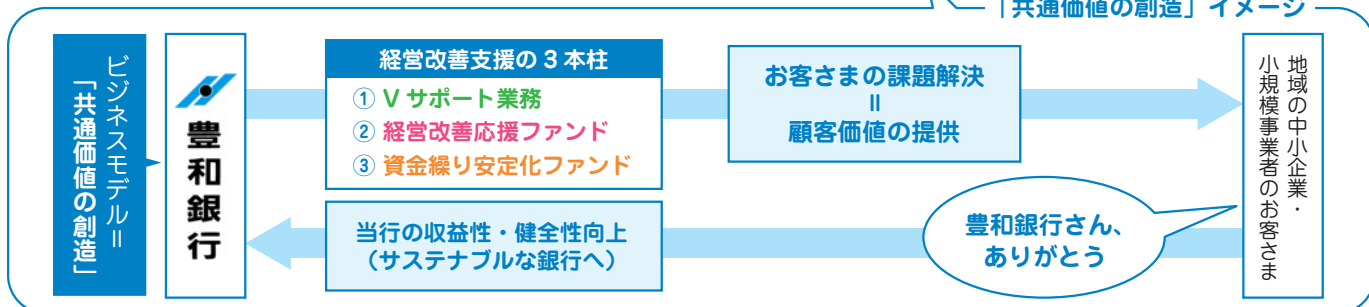 「共通価値の創造」イメージ
ビジネスモデル＝
「共通価値の創造」
豊和銀行
経営改善支援の3本柱
① Vサポート業務
② 経営改善応援ファンド
③ 資金繰り安定化ファンド
お客さまの課題解決
＝
顧客価値の提供
地域の中小企業・
小規模事業者のお客さま
豊和銀行さん、
ありがとう
当行の収益性・健全性向上
（サステナブルな銀行へ）